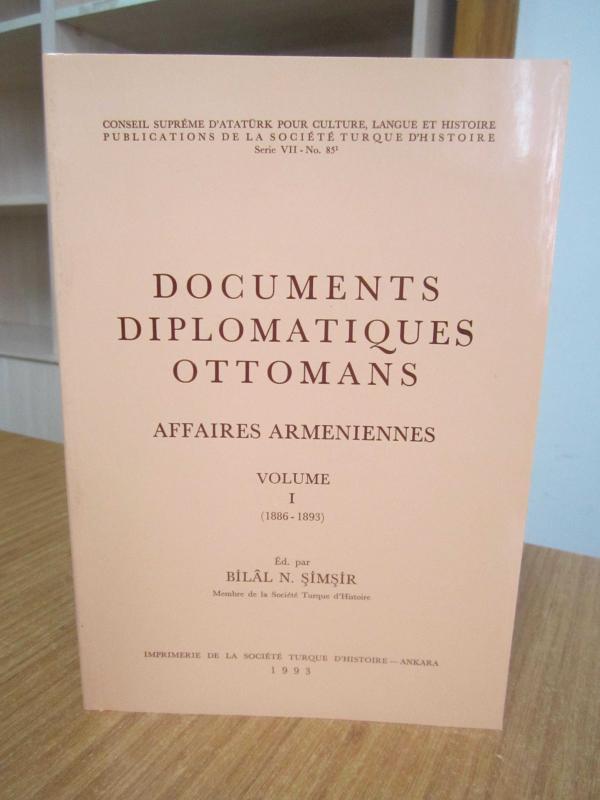 CONSEIL SUPRÊME D'ATATÜRK POUR CULTURE, LANGUE ET HISTOIRE
PUBLICATIONS DE LA SOCIÉTÉ TURQUE D'HISTOIRE
Serie VII - No. 85¹
DOCUMENTS
DIPLOMATIQUES
OTTOMANS
AFFAIRES ARMENIENNES
VOLUME
I
(1886 - 1893)
Éd. par
BİLÂL N. ŞİMŞİR
Membre de la Société Turque d'Histoire
IMPRIMERIE DE LA SOCIÉTÉ TURQUE D'HISTOIRE — ANKARA
1993